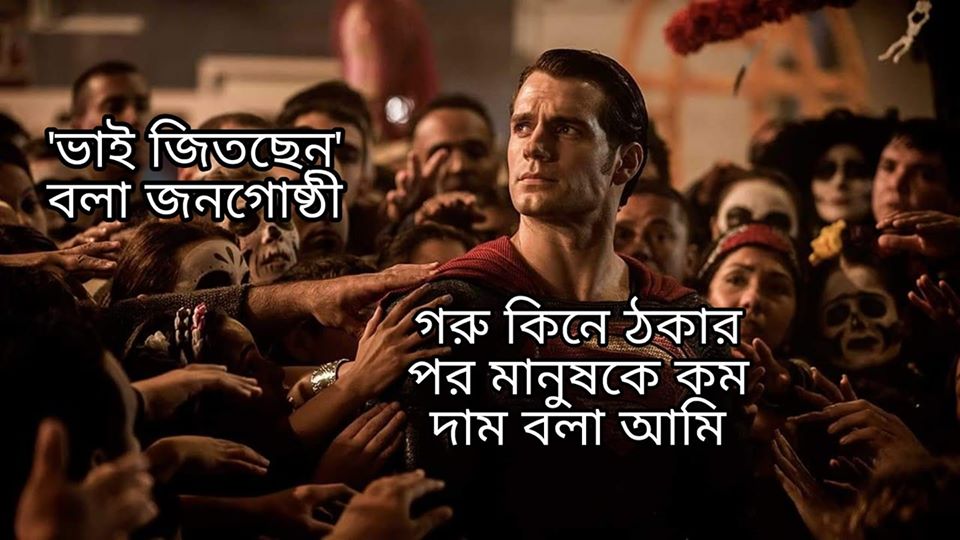 'ভাই জিতছেন'
বলা জনগোষ্ঠী
গরু কিনে ঠকার
পর মানুষকে কম
দাম বলা আমি